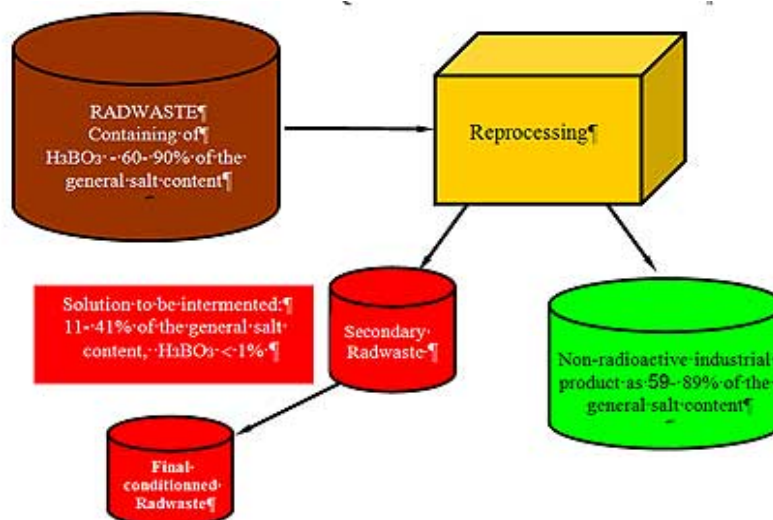 RADWASTE¶
Containing·of¶
H₃BO₃·-·60-·90%·of·the·
general·salt·content¶
Reprocessing¶
Solution·to·be·intermented:¶
11-·41%·of·the·general·salt·
content,··H₃BO₃·<·1%·¶
Secondary·
Radwaste·¶
Non-radioactive·industrial·
product·as·59-·89%·of·the·
general·salt·content¶
Final-
conditionned·
Radwaste¶